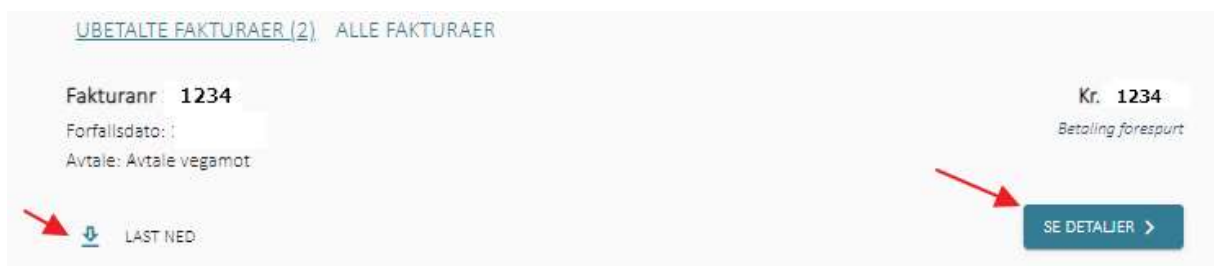 UBETALTE FAKTURAER (2) ALLE FAKTURAER
Fakturanr 1234
Kr. 1234
Forfallsdato:
Betaling forespurt
Avtale: Avtale vegamot
LAST NED
SE DETALJER